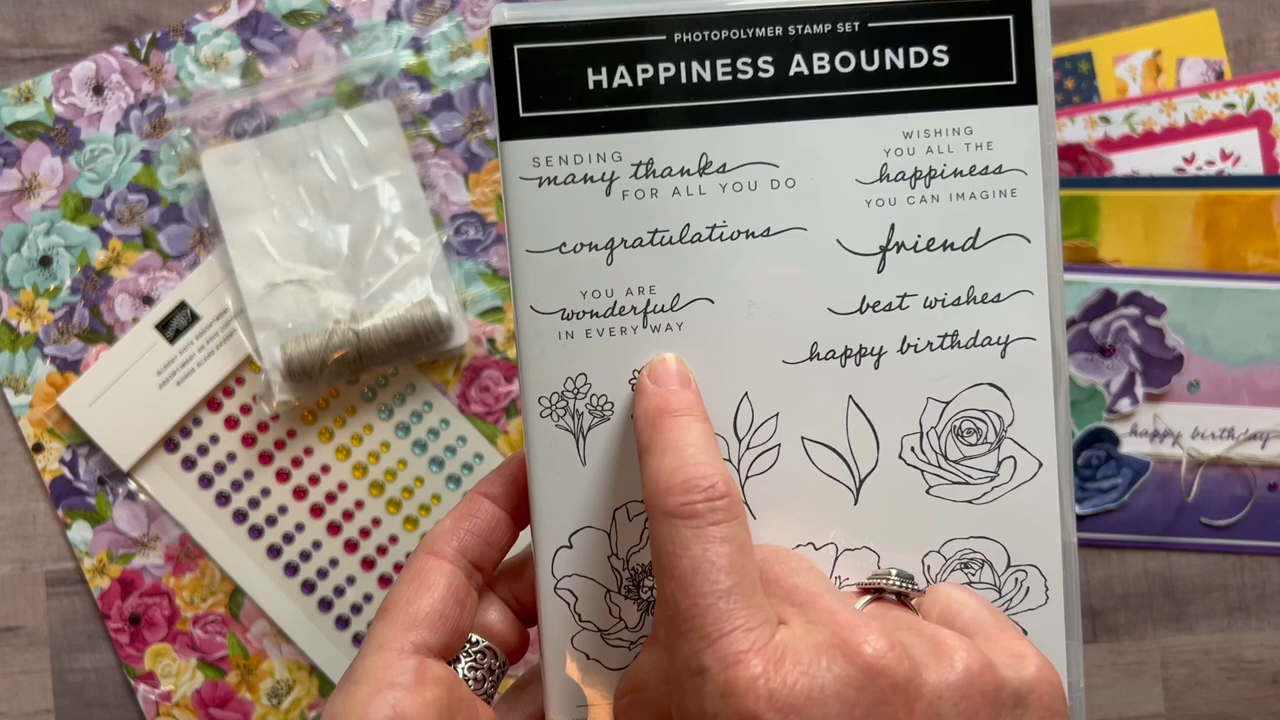 PHOTOPOLYMER STAMP SET
HAPPINESS ABOUNDS
SENDING
many thanks
FOR ALL YOU DO
WISHING
YOU ALL THE
happiness
YOU CAN IMAGINE
congratulations
friend
YOU ARE
wonderful
IN EVERY WAY
best wishes
happy birthday
happy birthday